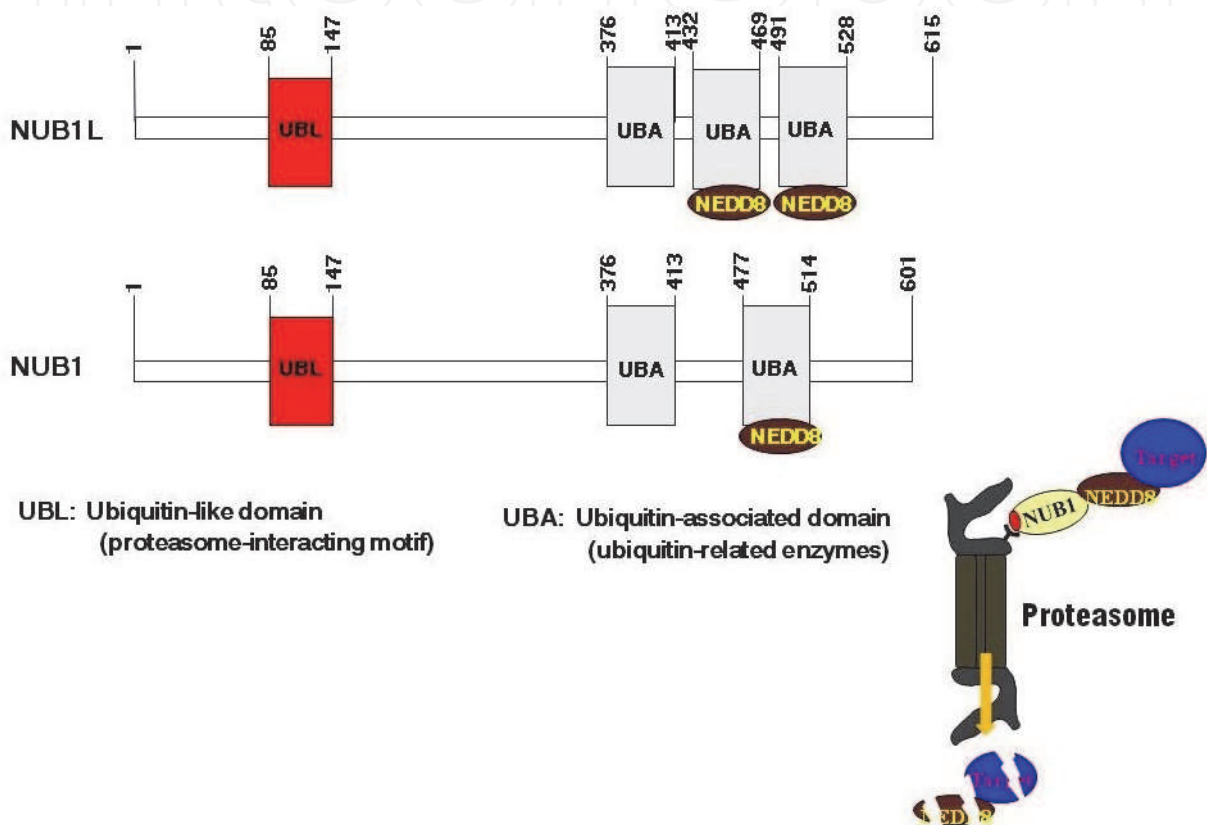 1
85
147
376
413
432
469
491
528
615
NUB1L
UBL
UBA
UBA
UBA
NEDD8
NEDD8
1
85
147
376
413
477
514
601
NUB1
UBL
UBA
UBA
NEDD8
UBL: Ubiquitin-like domain
(proteasome-interacting motif)
UBA: Ubiquitin-associated domain
(ubiquitin-related enzymes)
Target
NEDD8
NUB1
Proteasome
Target
NEDD8